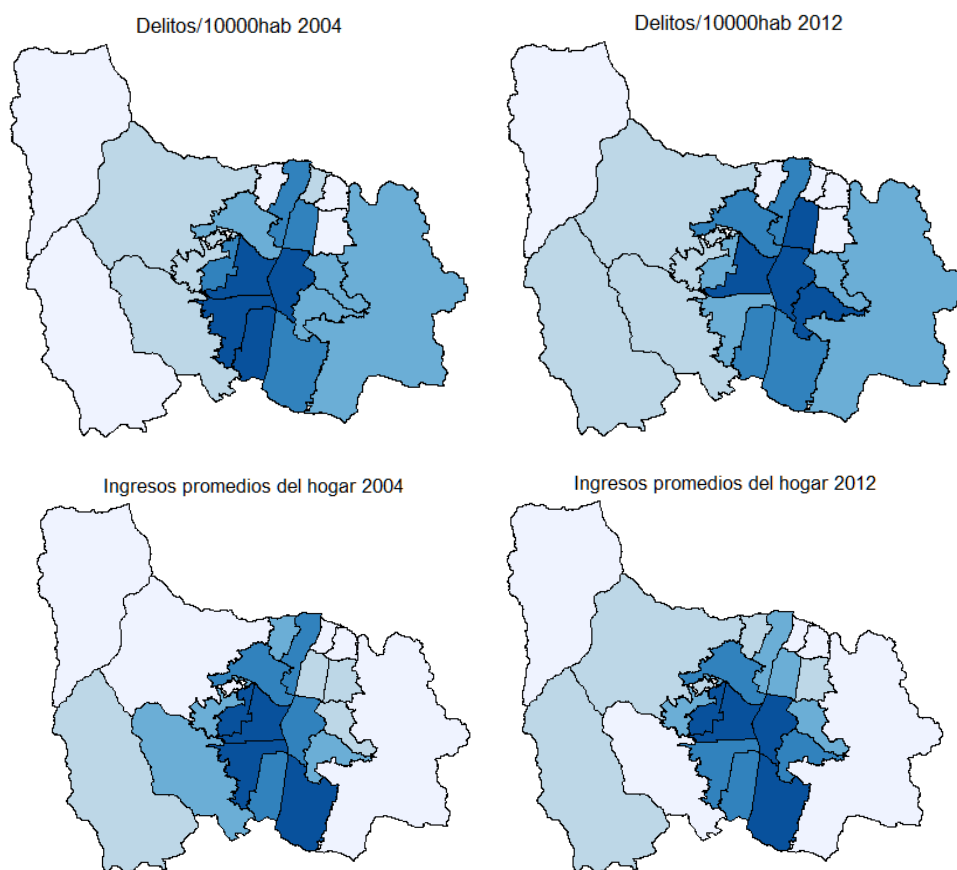 Delitos/10000hab 2004
Delitos/10000hab 2012
Ingresos promedios del hogar 2004
Ingresos promedios del hogar 2012